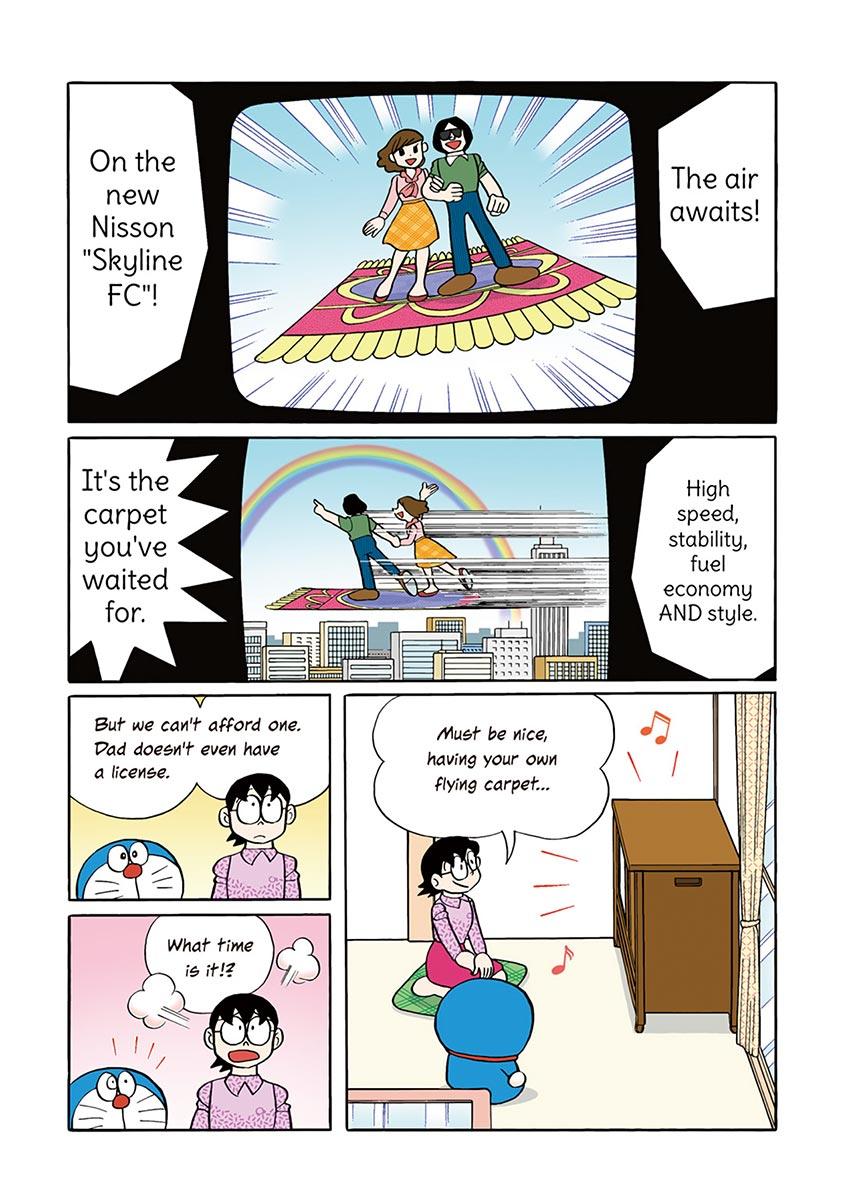 The air
awaits!
On the
new
Nisson
"Skyline
FC"!
High
speed,
stability,
fuel
economy
AND style.
It's the
carpet
you've
waited
for.
Must be nice,
having your own
flying carpet...
But we can't afford one.
Dad doesn't even have
a license.
What time
is it!?